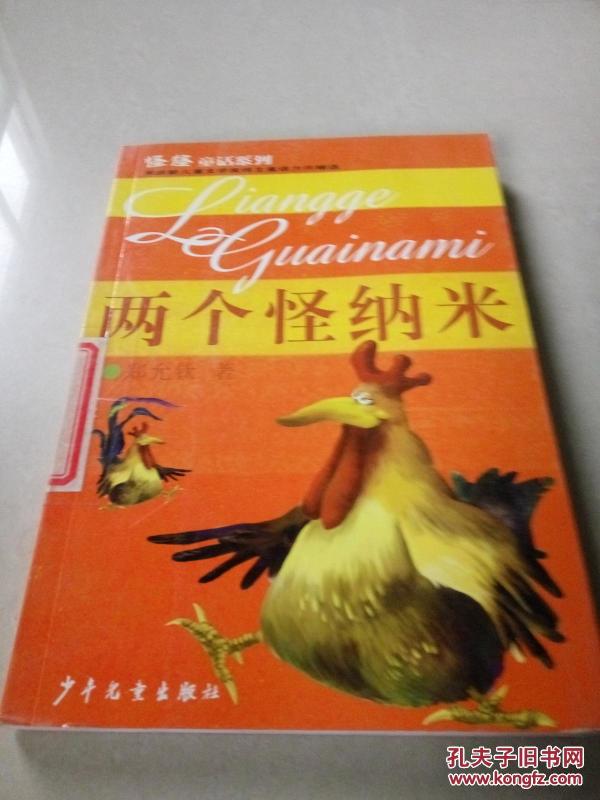 怪怪童话系列
Liangge
Guainami
两个怪纳米
郑允钦 著
少年儿童出版社
孔夫子旧书网
www.kongfz.com